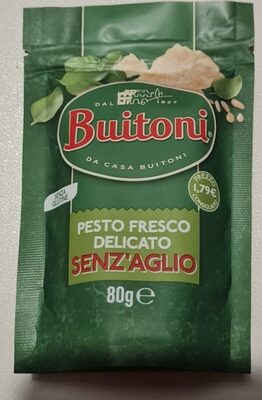 DAL 1827
Buitoni
DA CASA BUITONI
SENZA
GLUTINE
PREZZO
1,79€
CONSIGLIATO
PESTO FRESCO
DELICATO
SENZ'AGLIO
80g e